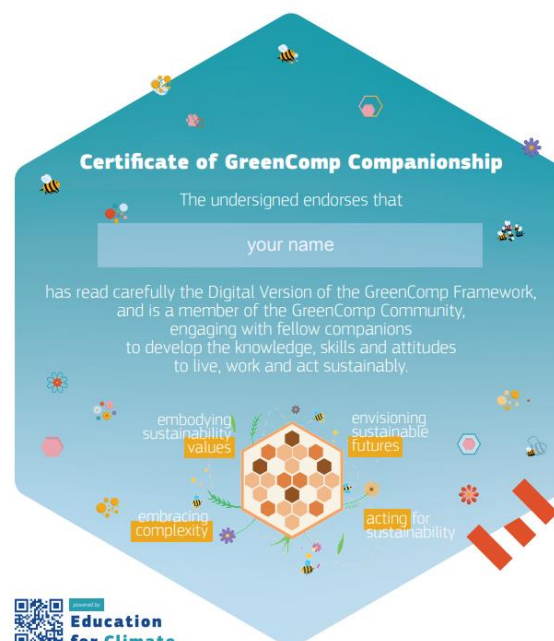 Certificate of GreenComp Companionship
The undersigned endorses that
your name
has read carefully the Digital Version of the GreenComp Framework,
and is a member of the GreenComp Community,
engaging with fellow companions
to develop the knowledge, skills and attitudes
to live, work and act sustainably.
embodying
sustainability
values
envisioning
sustainable
futures
embracing
complexity
acting for
sustainability
powered by
Education
for Climate